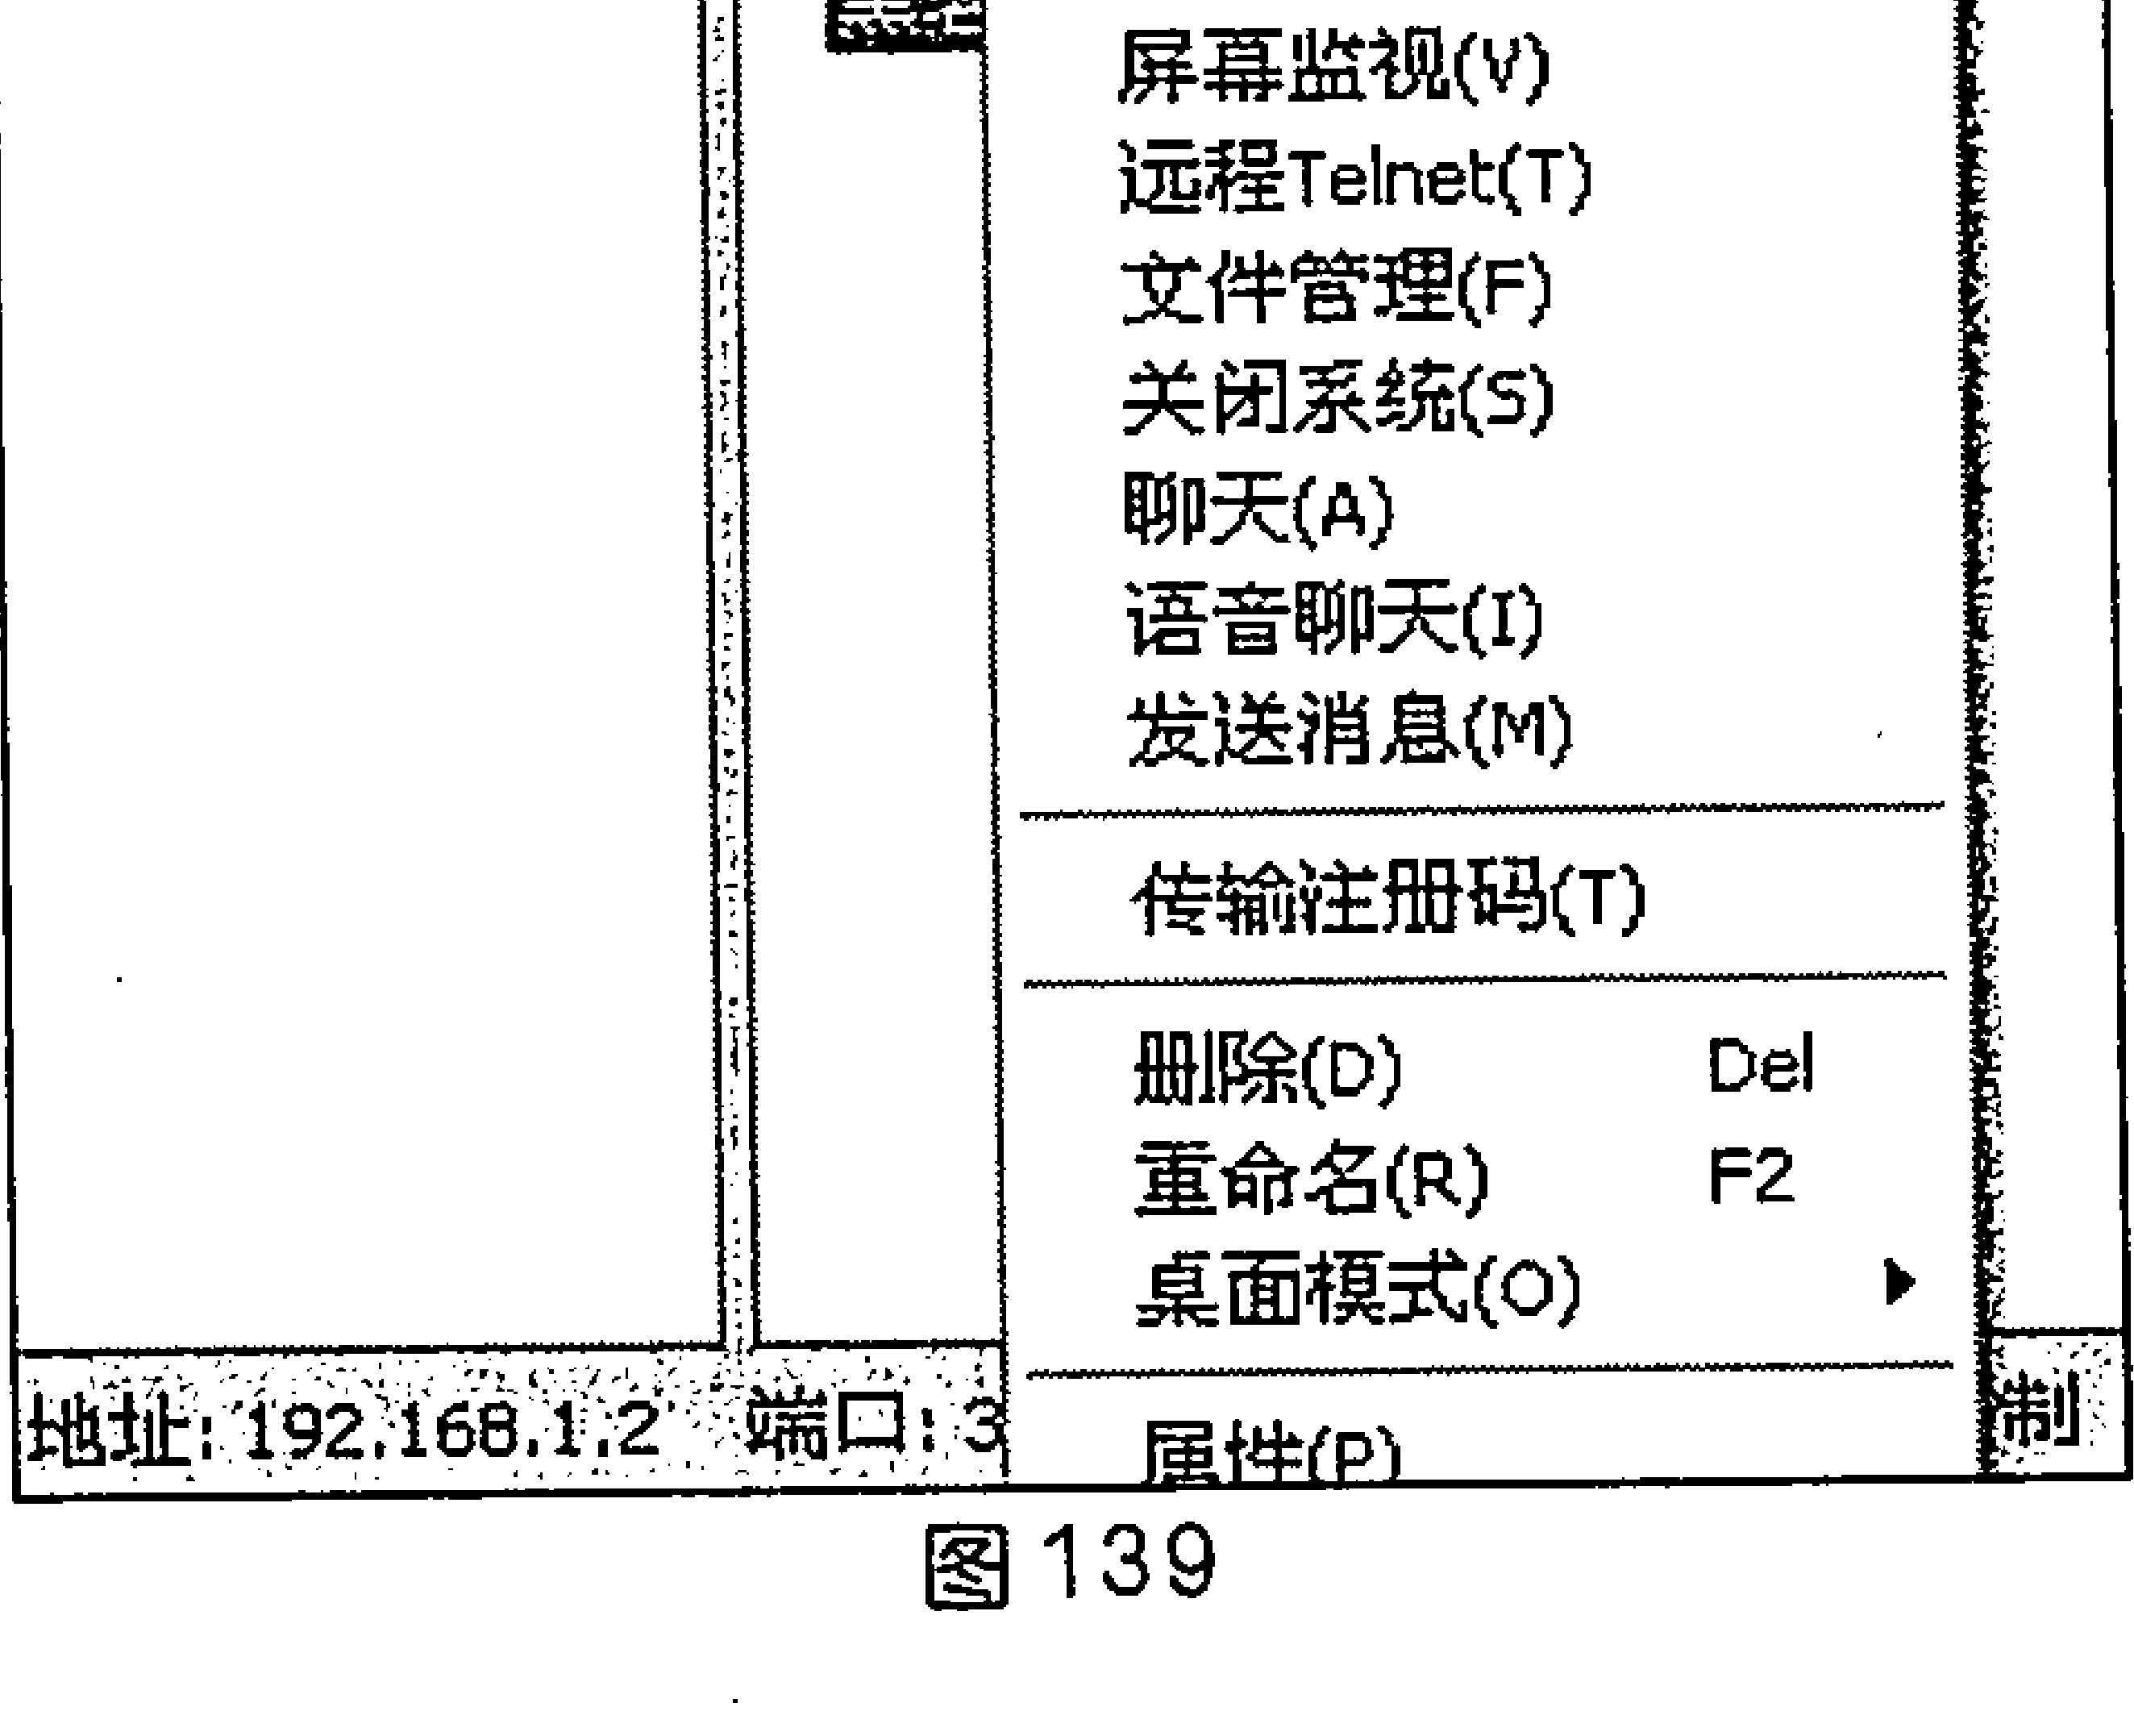 屏幕监视(V)
远程Telnet(T)
文件管理(F)
关闭系统(S)
聊天(A)
语音聊天(I)
发送消息(M)
传输注册码(T)
删除(D) Del
重命名(R) F2
桌面模式(O)
属性(P)
地址: 192.168.1.2 端口: 3 制
图139